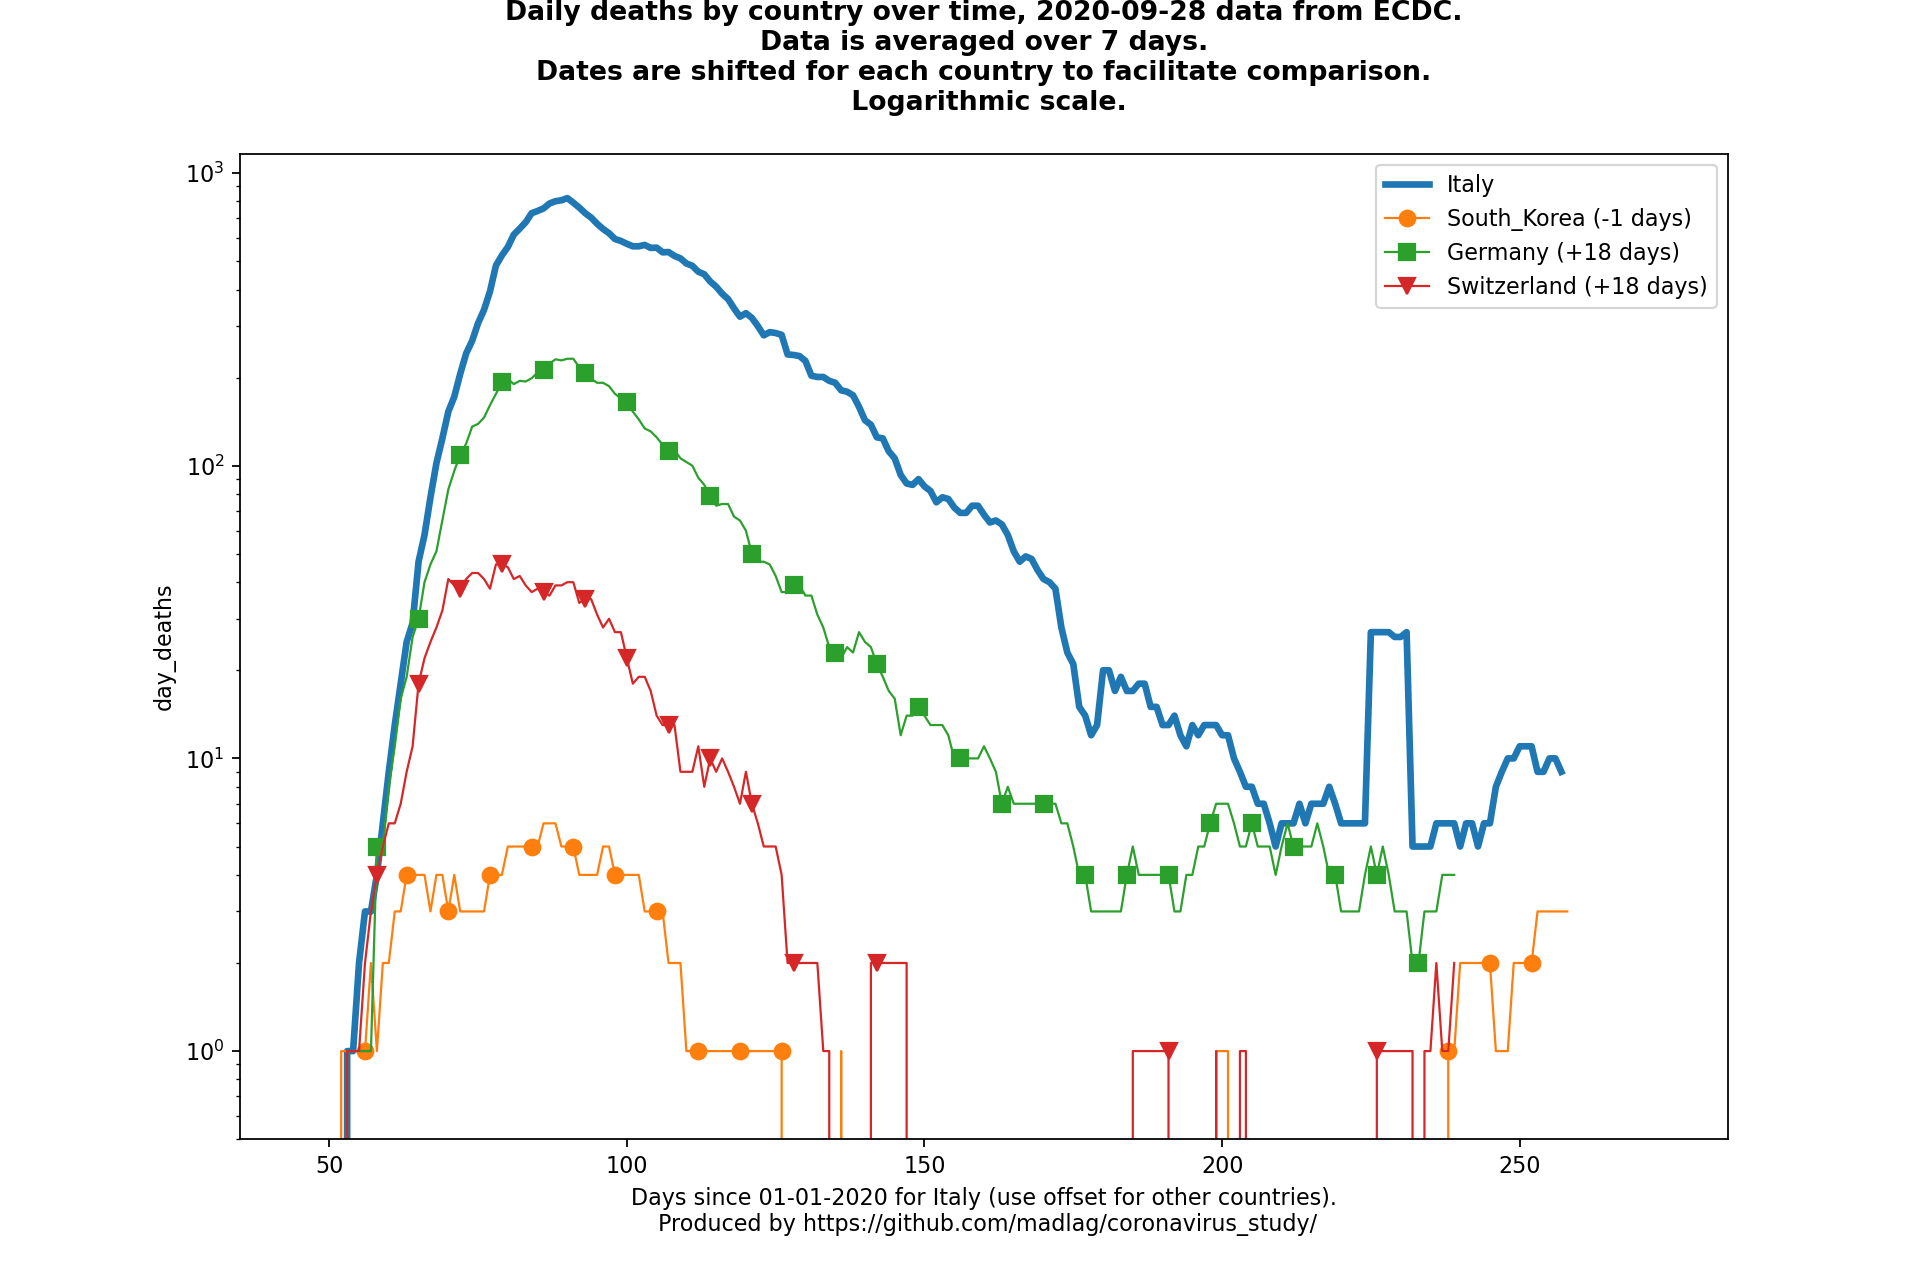 Daily deaths by country over time, 2020-09-28 data from ECDC.
Data is averaged over 7 days.
Dates are shifted for each country to facilitate comparison.
Logarithmic scale.
10³
10²
10¹
10⁰
day_deaths
Italy
South_Korea (-1 days)
Germany (+18 days)
Switzerland (+18 days)
50 100 150 200 250
Days since 01-01-2020 for Italy (use offset for other countries).
Produced by https://github.com/madlag/coronavirus_study/